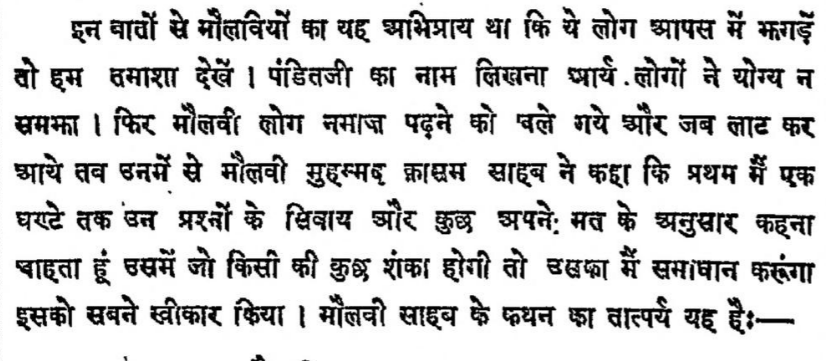 इन बातों से मौलवियों का यह अभिप्राय था कि ये लोग आपस में झगड़ें
तो हम तमाशा देखें । पंडितजी का नाम लिखना आर्य लोगों ने योग्य न
समझा । फिर मौलवी लोग नमाज पढ़ने को चले गये और जब लाट कर
आये तब उनमें से मौलवी मुहम्मद क़ासम साहब ने कहा कि प्रथम मैं एक
घण्टे तक उन प्रश्नों के सिवाय और कुछ अपने मत के अनुसार कहना
चाहता हूं उसमें जो किसी की कुछ शंका होगी तो उसका मैं समाधान करूंगा
इसको सबने स्वीकार किया । मौलवी साहब के कथन का तात्पर्य यह है:—